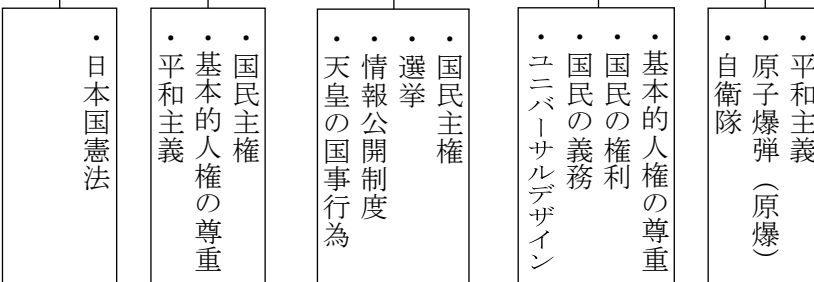 ・平和主義
・原子爆弾（原爆）
・自衛隊
・基本的人権の尊重
・国民の権利
・国民の義務
・ユニバーサルデザイン
・国民主権
・選挙
・情報公開制度
・天皇の国事行為
・国民主権
・基本的人権の尊重
・平和主義
・日本国憲法